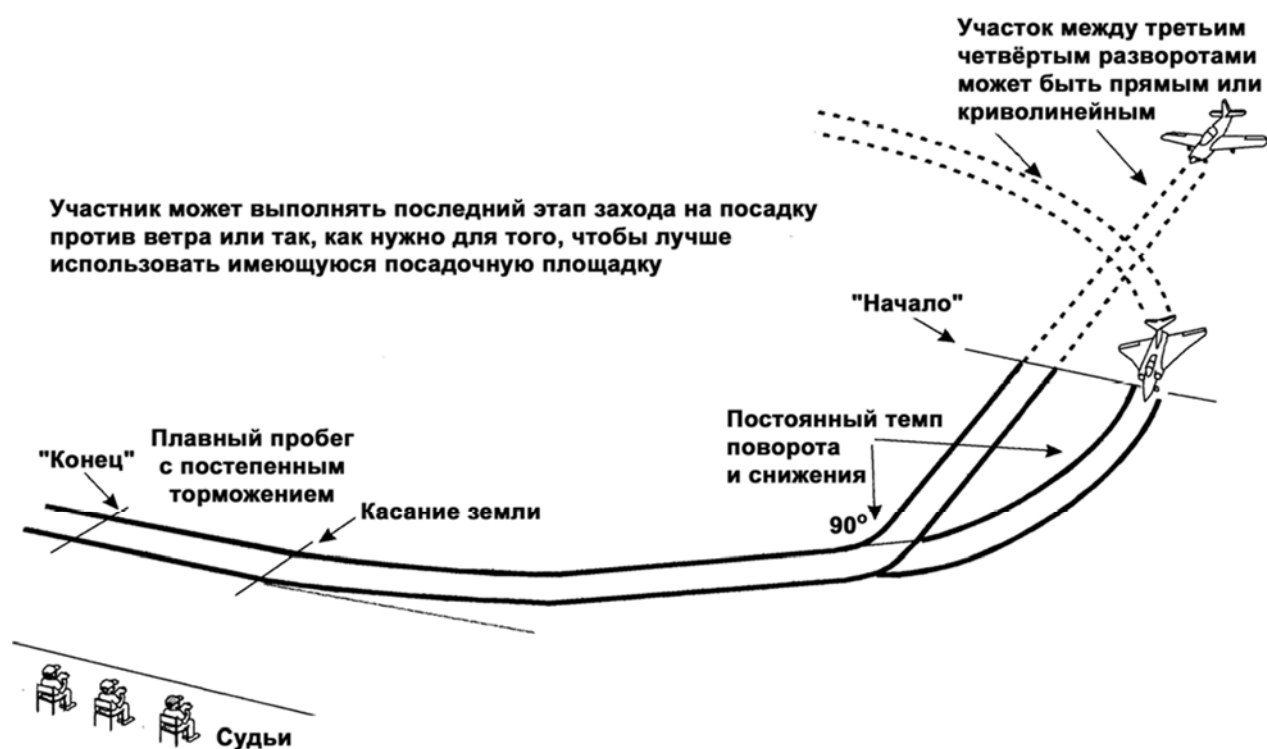 Участок между третьим
четвёртым разворотами
может быть прямым или
криволинейным
Участник может выполнять последний этап захода на посадку
против ветра или так, как нужно для того, чтобы лучше
использовать имеющуюся посадочную площадку
"Начало"
Постоянный темп
поворота
и снижения
Плавный пробег
с постепенным
торможением
"Конец"
Касание земли
90º
Судьи